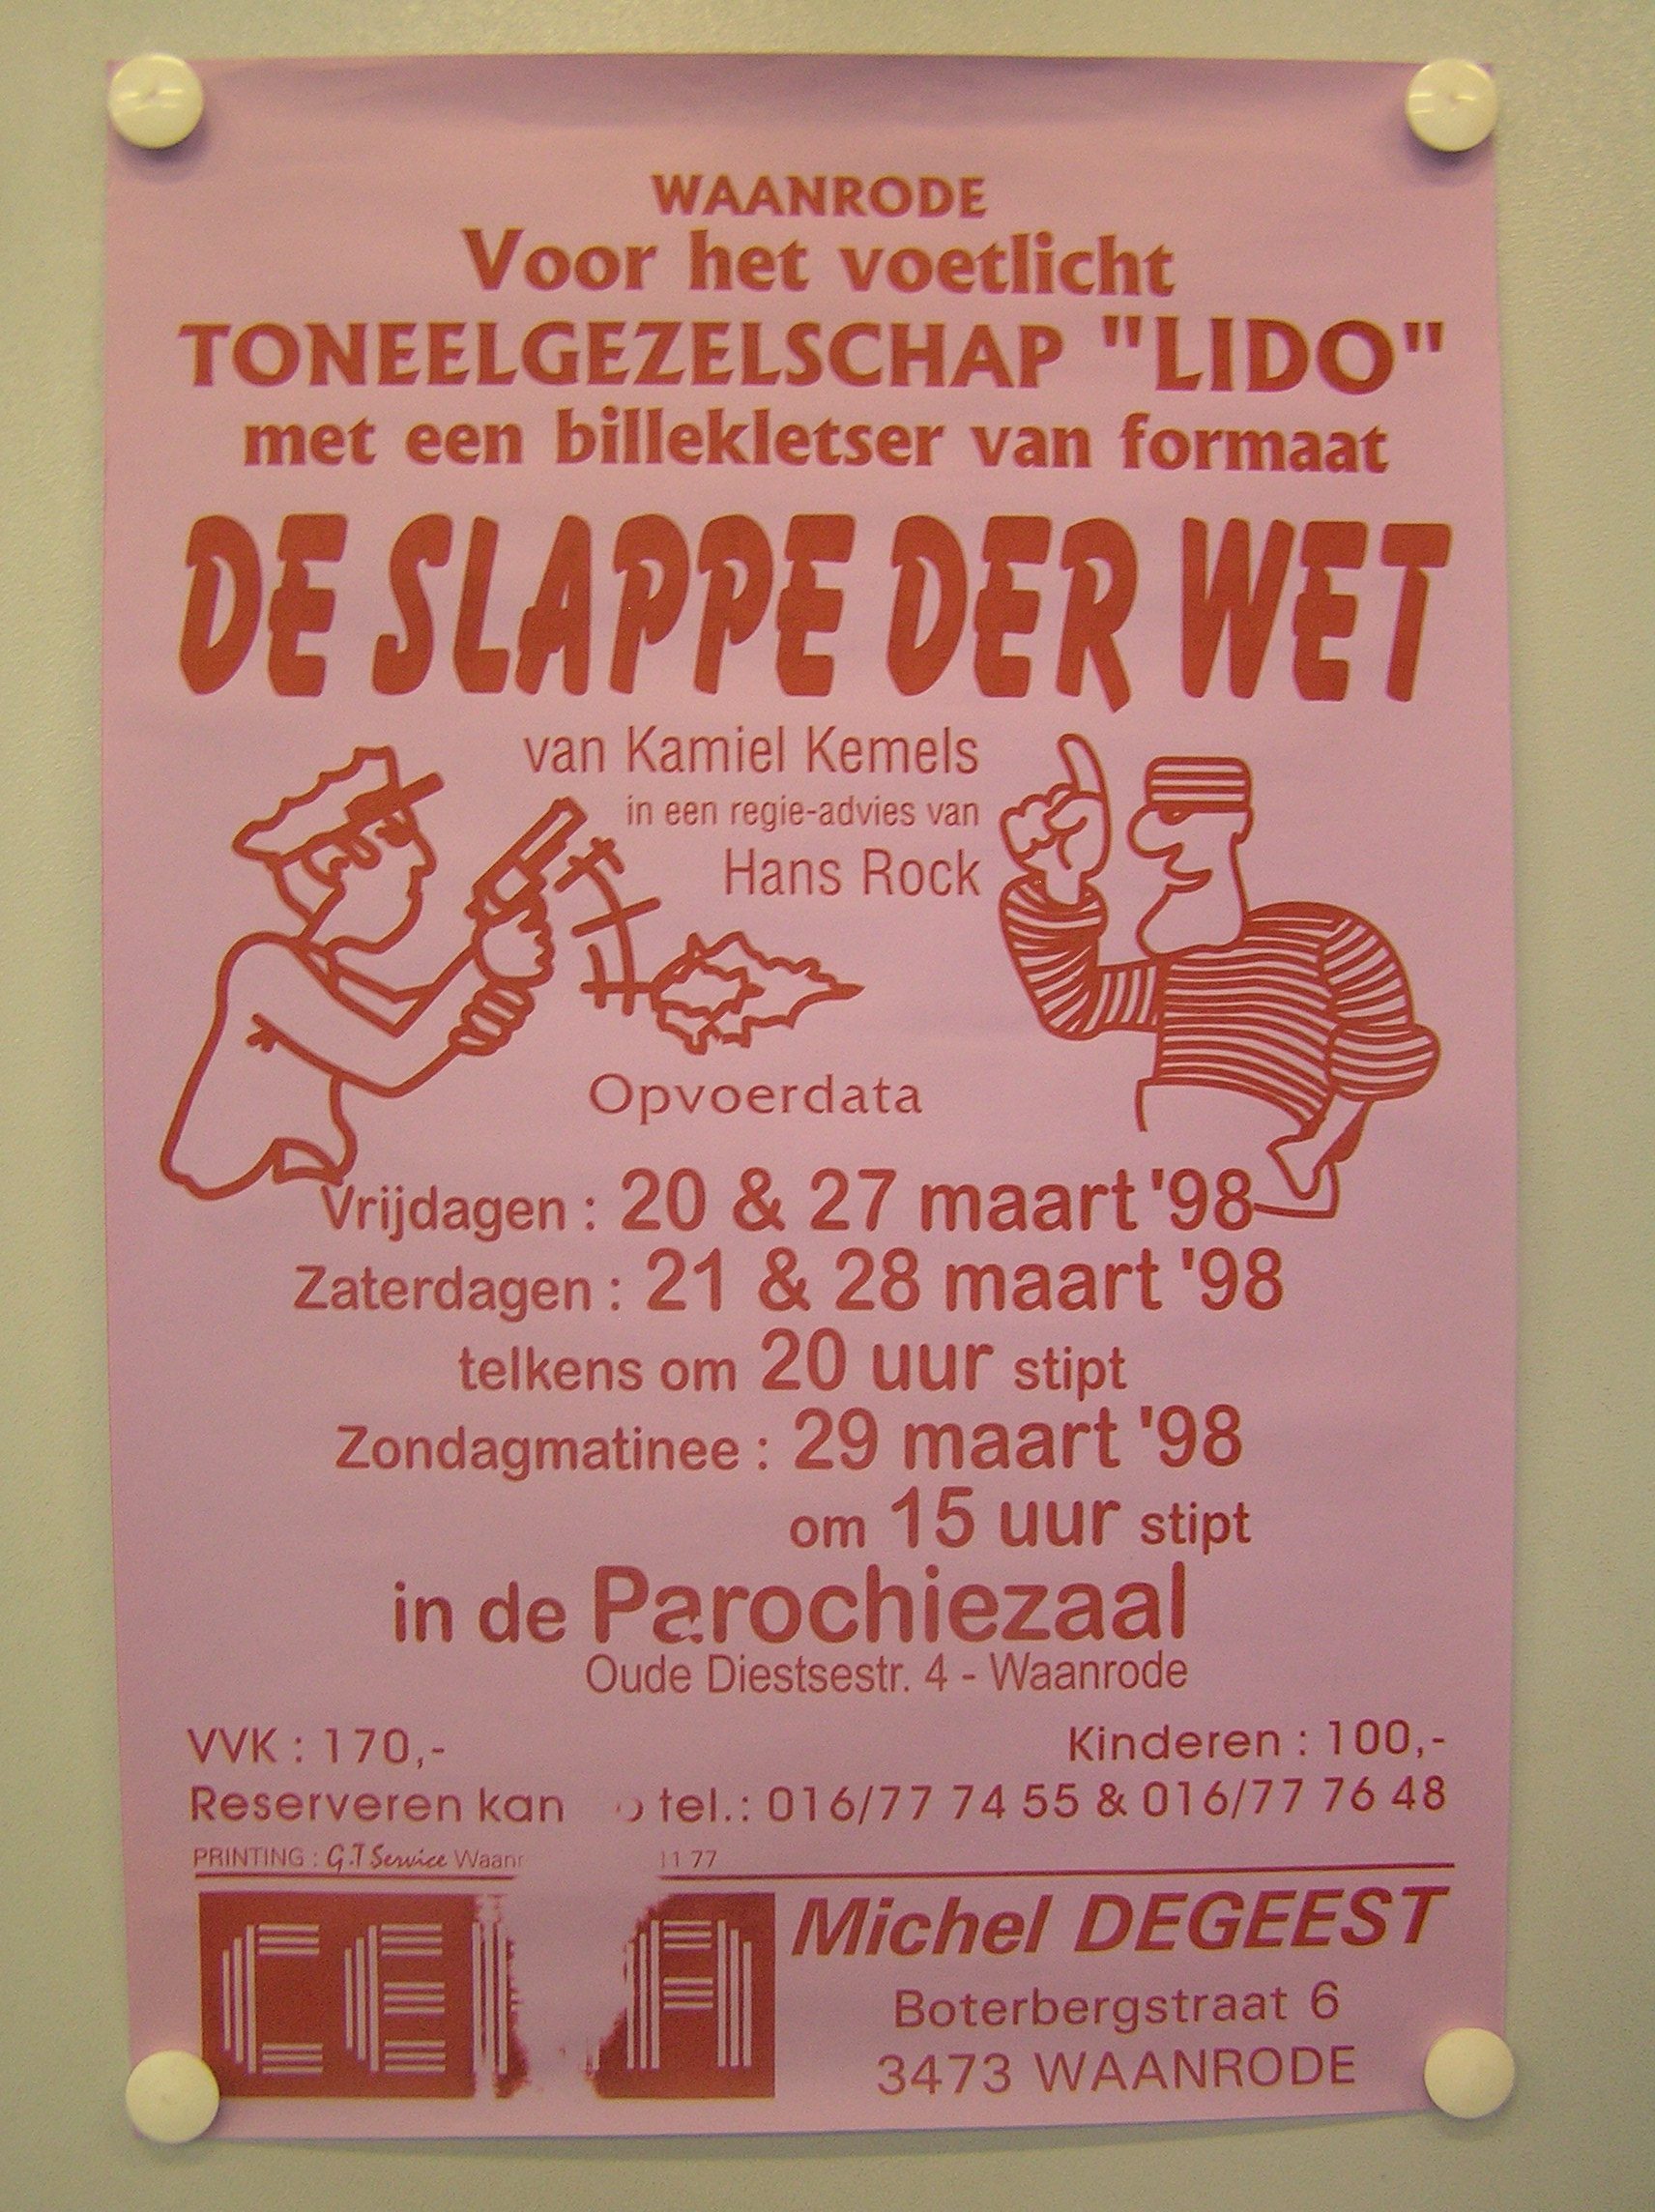 WAANRODE
Voor het voetlicht
TONEELGEZELSCHAP "LIDO"
met een billekletser van formaat
DE SLAPPE DER WET
van Kamiel Kemels
in een regie-advies van
Hans Rock
Opvoerdata
Vrijdagen : 20 & 27 maart '98
Zaterdagen : 21 & 28 maart '98
telkens om 20 uur stipt
Zondagmatinee : 29 maart '98
om 15 uur stipt
in de Parochiezaal
Oude Diestsestr. 4 - Waanrode
VVK : 170,- Kinderen : 100,-
Reserveren kan tel.: 016/77 74 55 & 016/77 76 48
PRINTING : G.T Service 77
Michel DEGEEST
Boterbergstraat 6
3473 WAANRODE